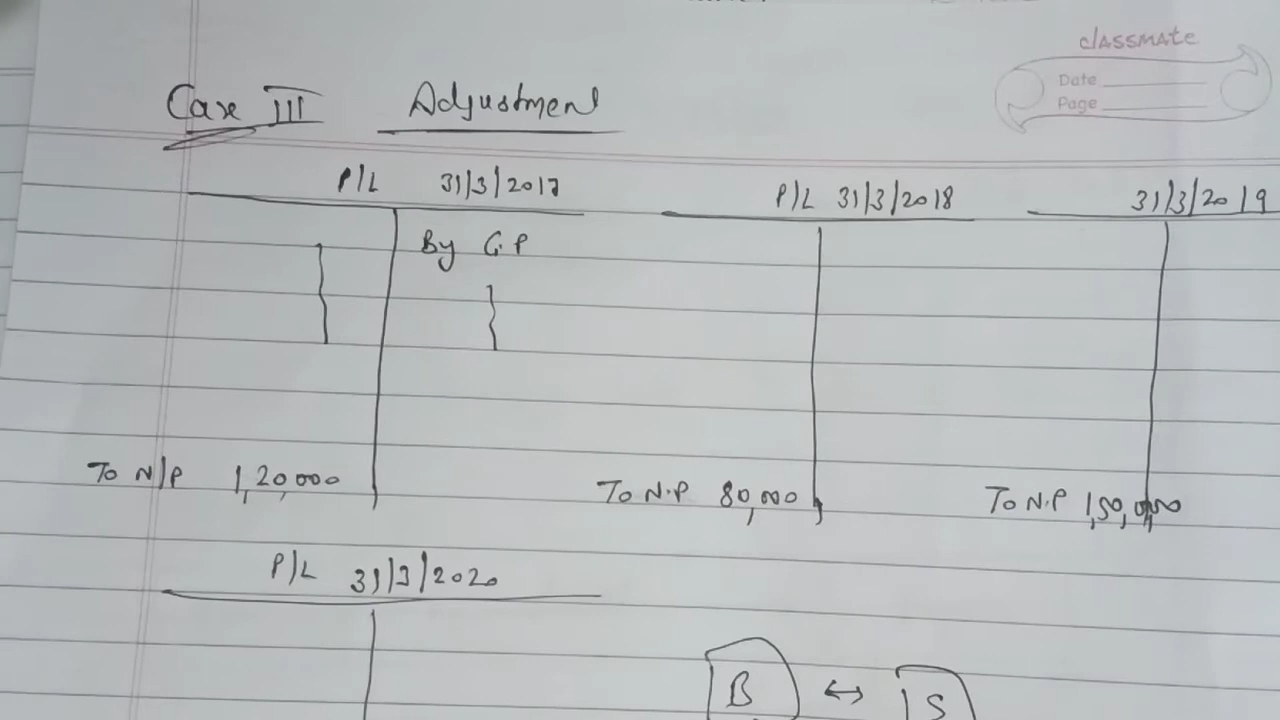 classmate
Date
Page
Case III Adjustment
P/L 31/3/2017
P/L 31/3/2018
31/3/2019
By G.P
To N/P 1,20,000
To N.P 80,000
To N.P 1,50,000
P/L 31/3/2020
B ↔ S